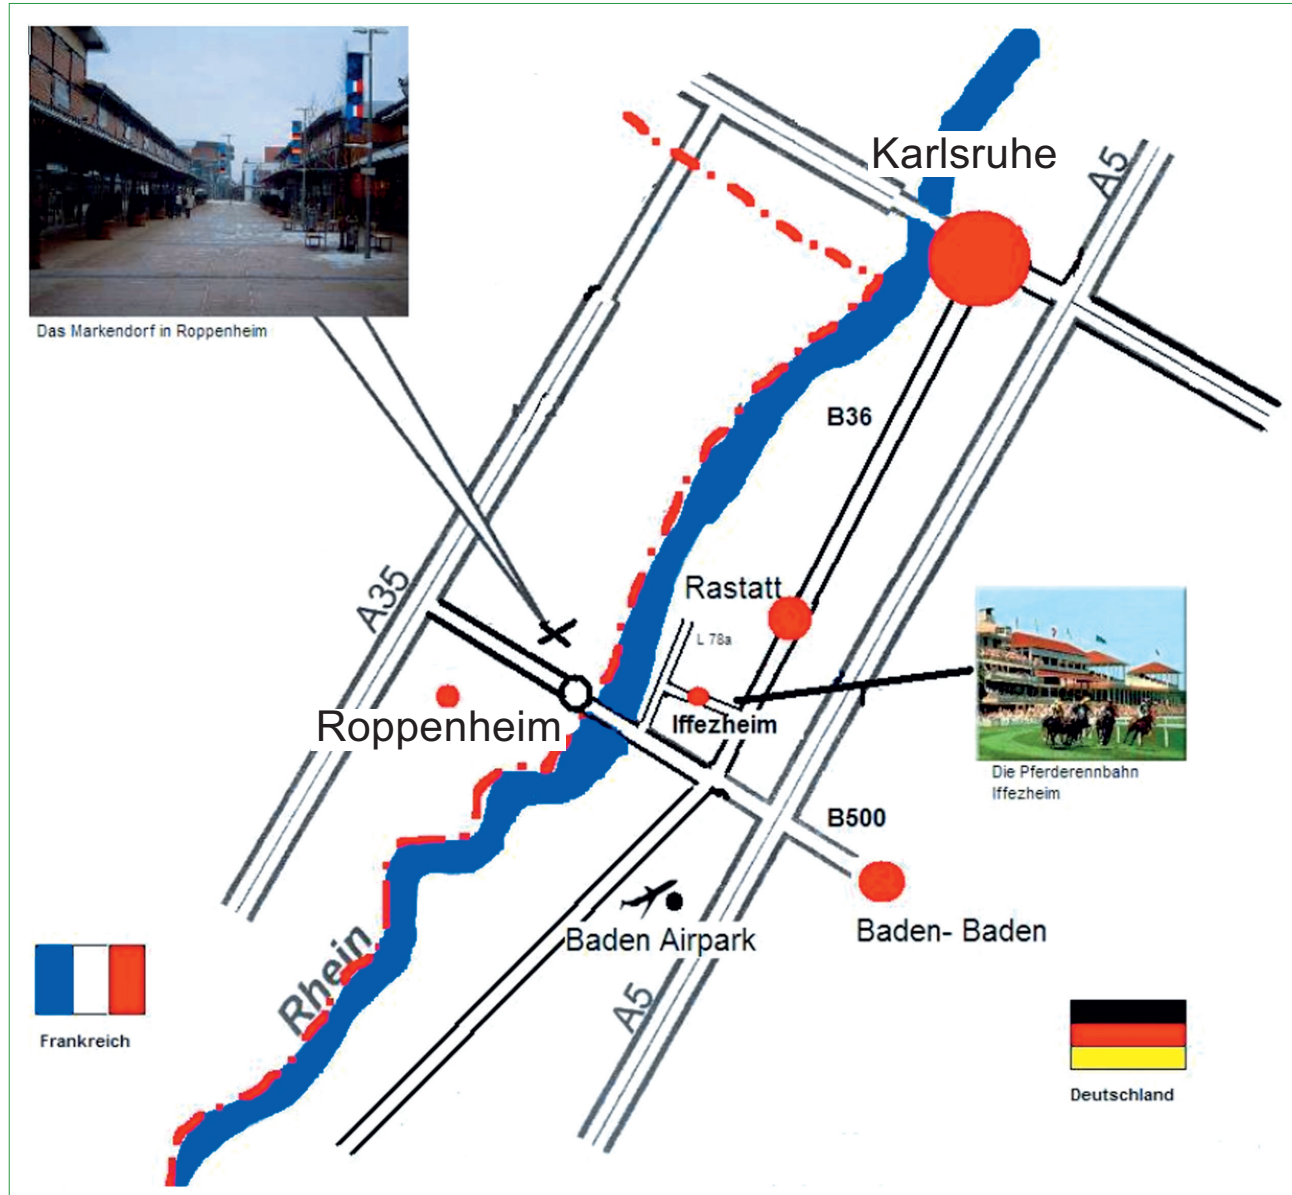 Karlsruhe
A5
Das Markendorf in Roppenheim
B36
A35
Rastatt
L 78a
Roppenheim
Iffezheim
Die Pferderennbahn
Iffezheim
B500
Baden Airpark
Baden- Baden
Rhein
A5
Frankreich
Deutschland